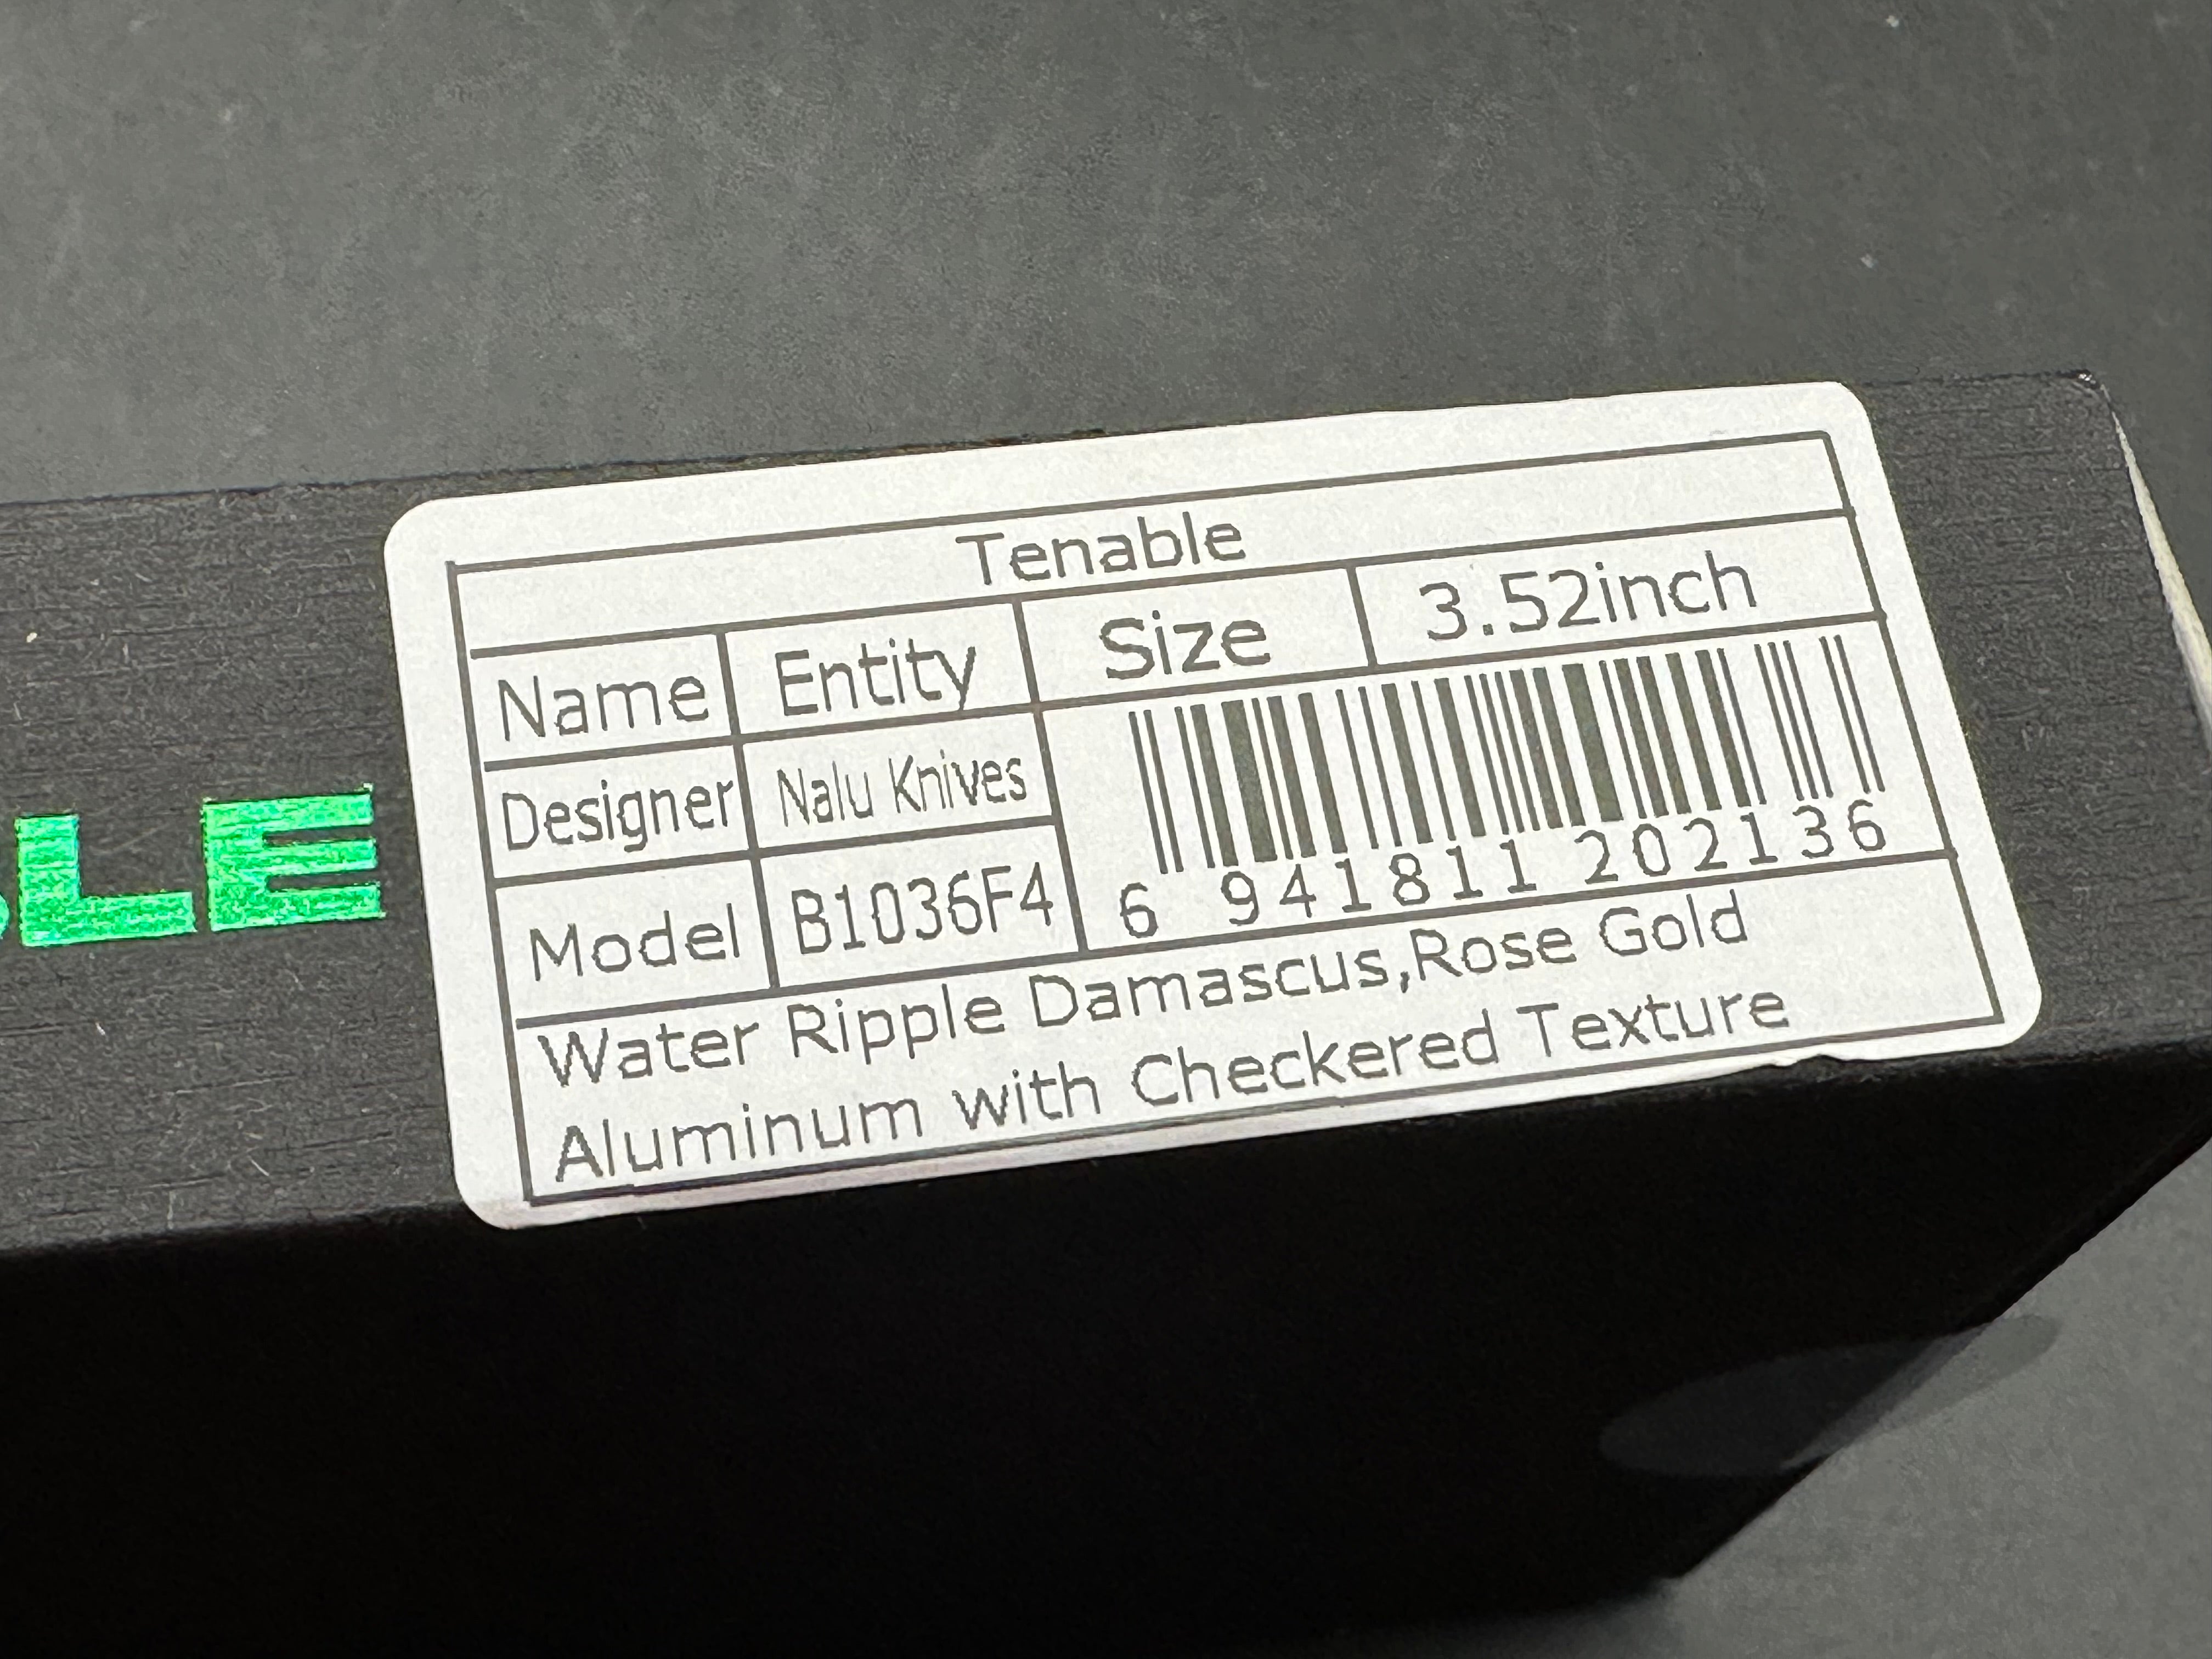 Tenable
Name Entity Size 3.52inch
Designer Nalu Knives
Model B1036F4
6 941811 202136
Water Ripple Damascus,Rose Gold
Aluminum with Checkered Texture
LE